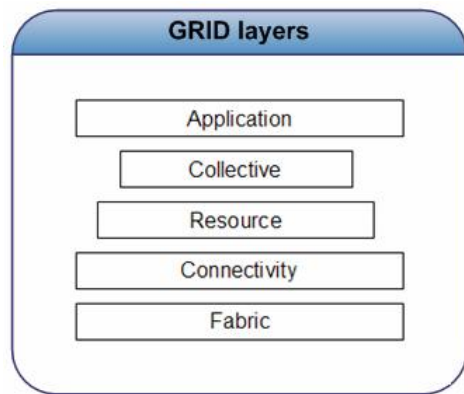 GRID layers
Application
Collective
Resource
Connectivity
Fabric